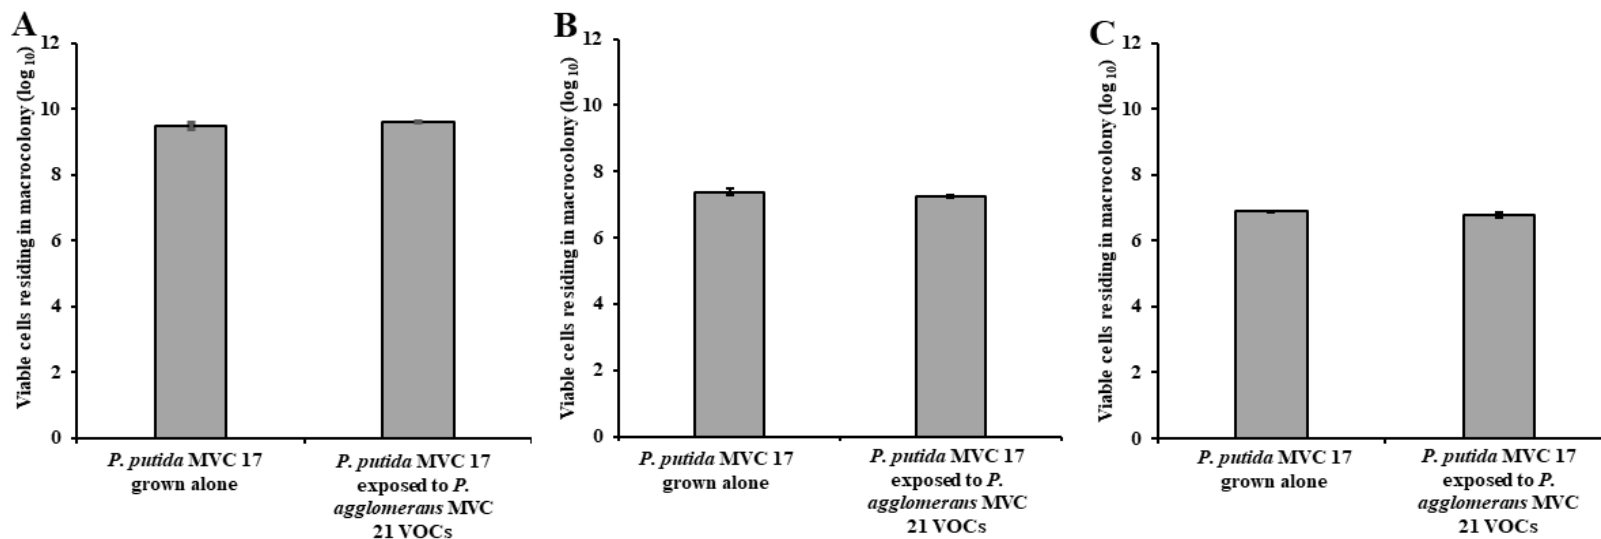 A
Viable cells residing in macrocolony (log 10)
12
10
8
6
4
2
0
P. putida MVC 17
grown alone
P. putida MVC 17
exposed to P.
agglomerans MVC
21 VOCs
B
Viable cells residing in macrocolony (log 10)
12
10
8
6
4
2
0
P. putida MVC 17
grown alone
P. putida MVC 17
exposed to P.
agglomerans MVC
21 VOCs
C
Viable cells residing in macrocolony (log 10)
12
10
8
6
4
2
0
P. putida MVC 17
grown alone
P. putida MVC 17
exposed to P.
agglomerans MVC
21 VOCs